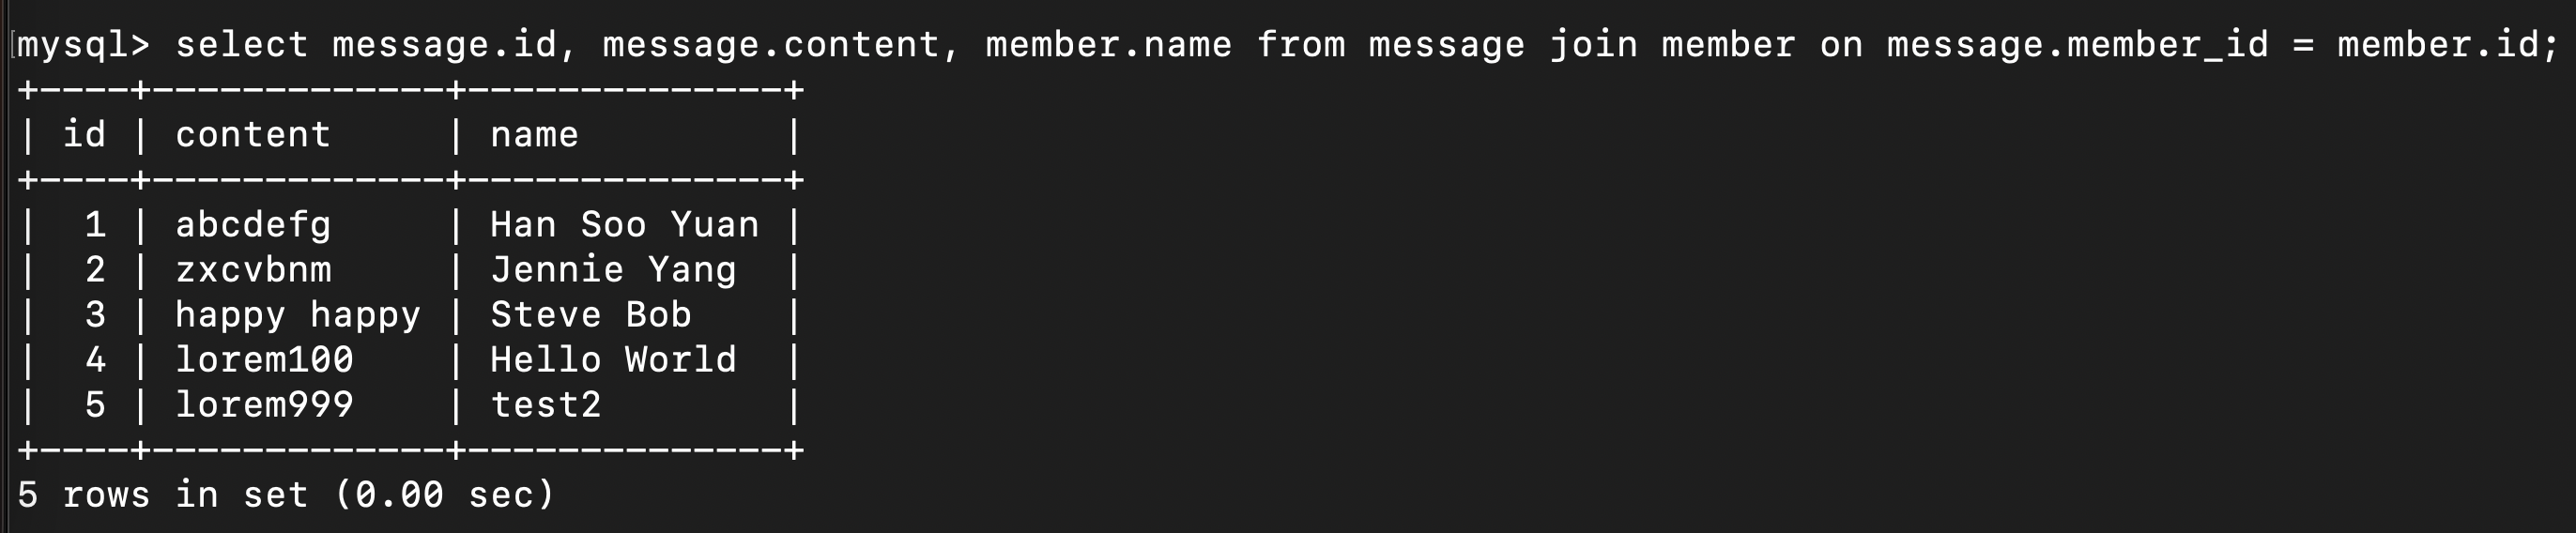 mysql> select message.id, message.content, member.name from message join member on message.member_id = member.id;
+----+-------------+--------------+
| id | content     | name         |
+----+-------------+--------------+
|  1 | abcdefg     | Han Soo Yuan |
|  2 | zxcvbnm     | Jennie Yang  |
|  3 | happy happy | Steve Bob    |
|  4 | lorem100    | Hello World  |
|  5 | lorem999    | test2        |
+----+-------------+--------------+
5 rows in set (0.00 sec)